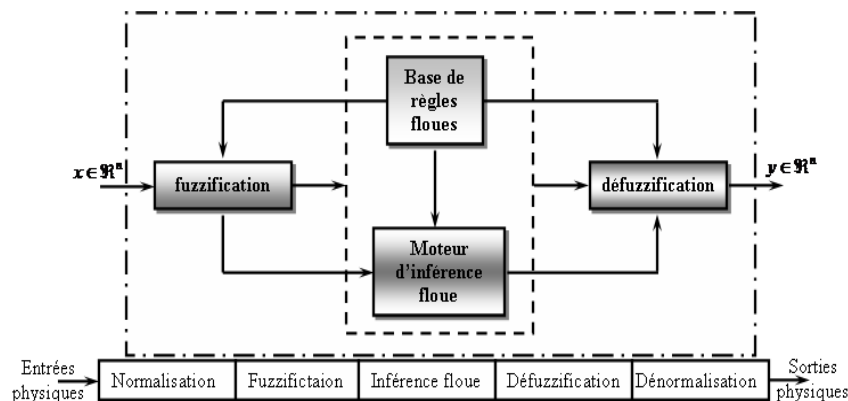 Base de
règles
floues
x∈ℜⁿ
fuzzification
défuzzification
y∈ℜⁿ
Moteur
d’inférence
floue
Entrées
physiques
Normalisation
Fuzzifictaion
Inférence floue
Défuzzification
Dénormalisation
Sorties
physiques